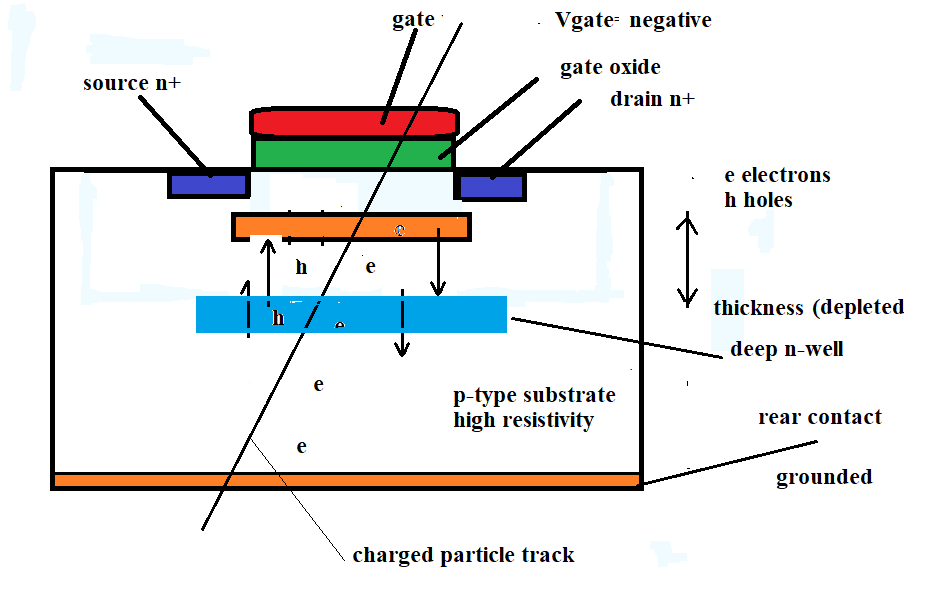 gate
Vgate= negative
source n+
gate oxide
drain n+
e electrons
h holes
e
h e
thickness (depleted
h e
deep n-well
e
p-type substrate
high resistivity
rear contact
e
grounded
charged particle track